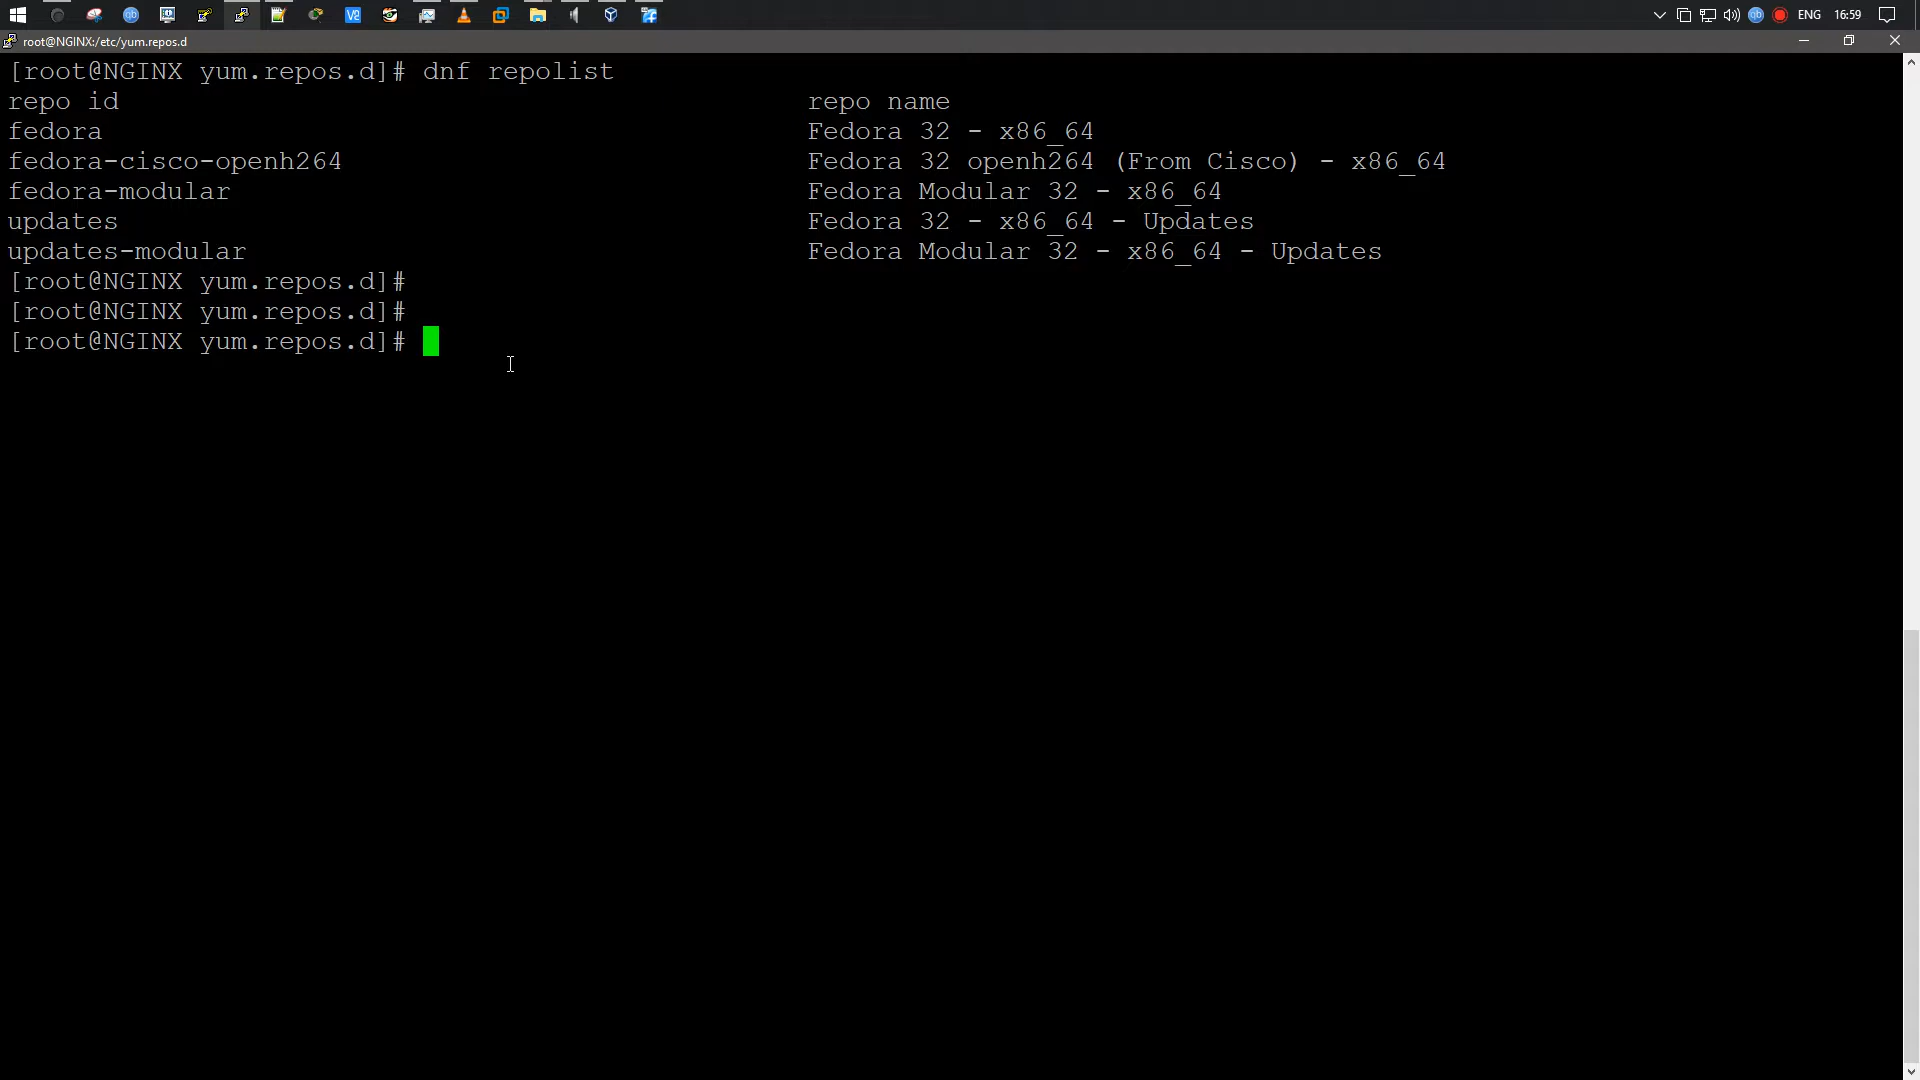 ENG 16:59
root@NGINX:/etc/yum.repos.d
[root@NGINX yum.repos.d]# dnf repolist
repo id repo name
fedora Fedora 32 - x86_64
fedora-cisco-openh264 Fedora 32 openh264 (From Cisco) - x86_64
fedora-modular Fedora Modular 32 - x86_64
updates Fedora 32 - x86_64 - Updates
updates-modular Fedora Modular 32 - x86_64 - Updates
[root@NGINX yum.repos.d]#
[root@NGINX yum.repos.d]#
[root@NGINX yum.repos.d]#